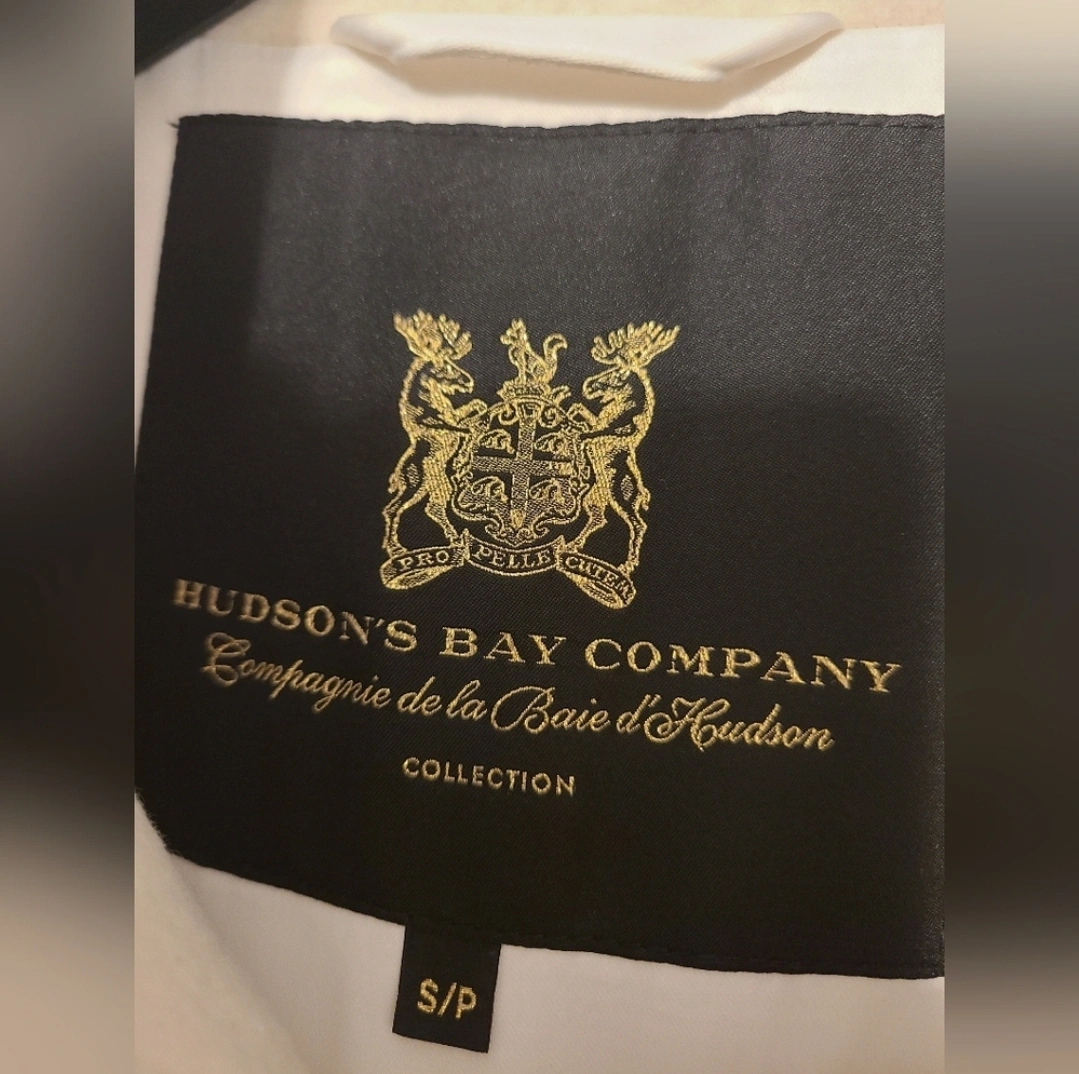 PRO PELLE CUTEM
HUDSON'S BAY COMPANY
Compagnie de la Baie d'Hudson
COLLECTION
S/P